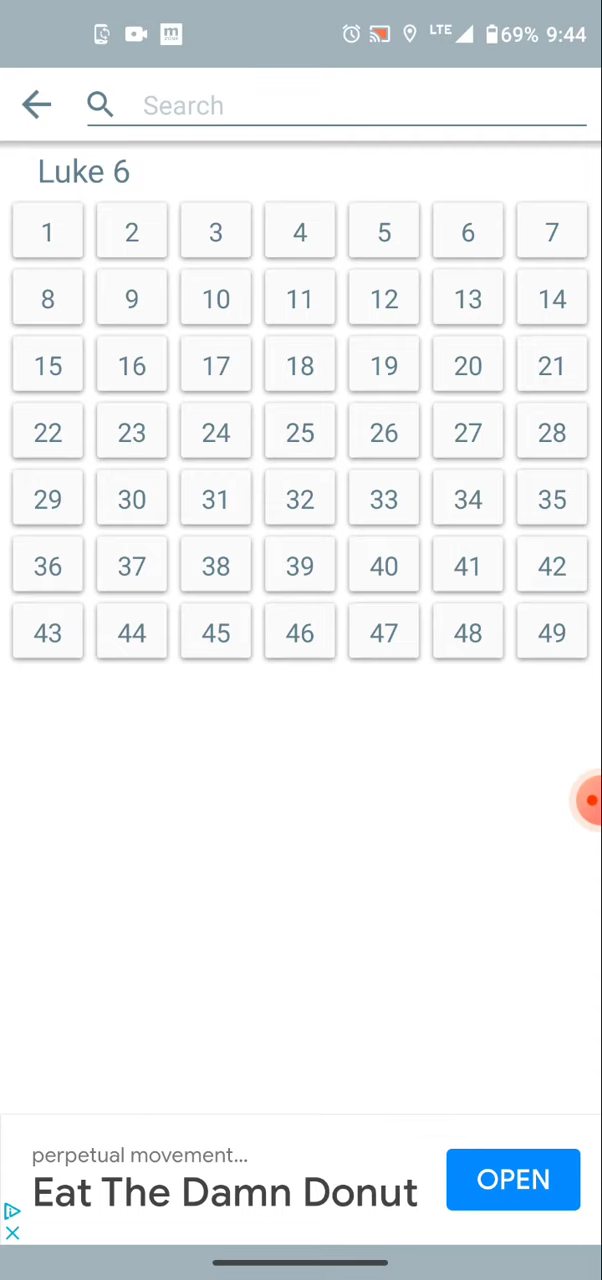 LTE 69% 9:44
Search
Luke 6
1 2 3 4 5 6 7
8 9 10 11 12 13 14
15 16 17 18 19 20 21
22 23 24 25 26 27 28
29 30 31 32 33 34 35
36 37 38 39 40 41 42
43 44 45 46 47 48 49
perpetual movement...
Eat The Damn Donut
OPEN